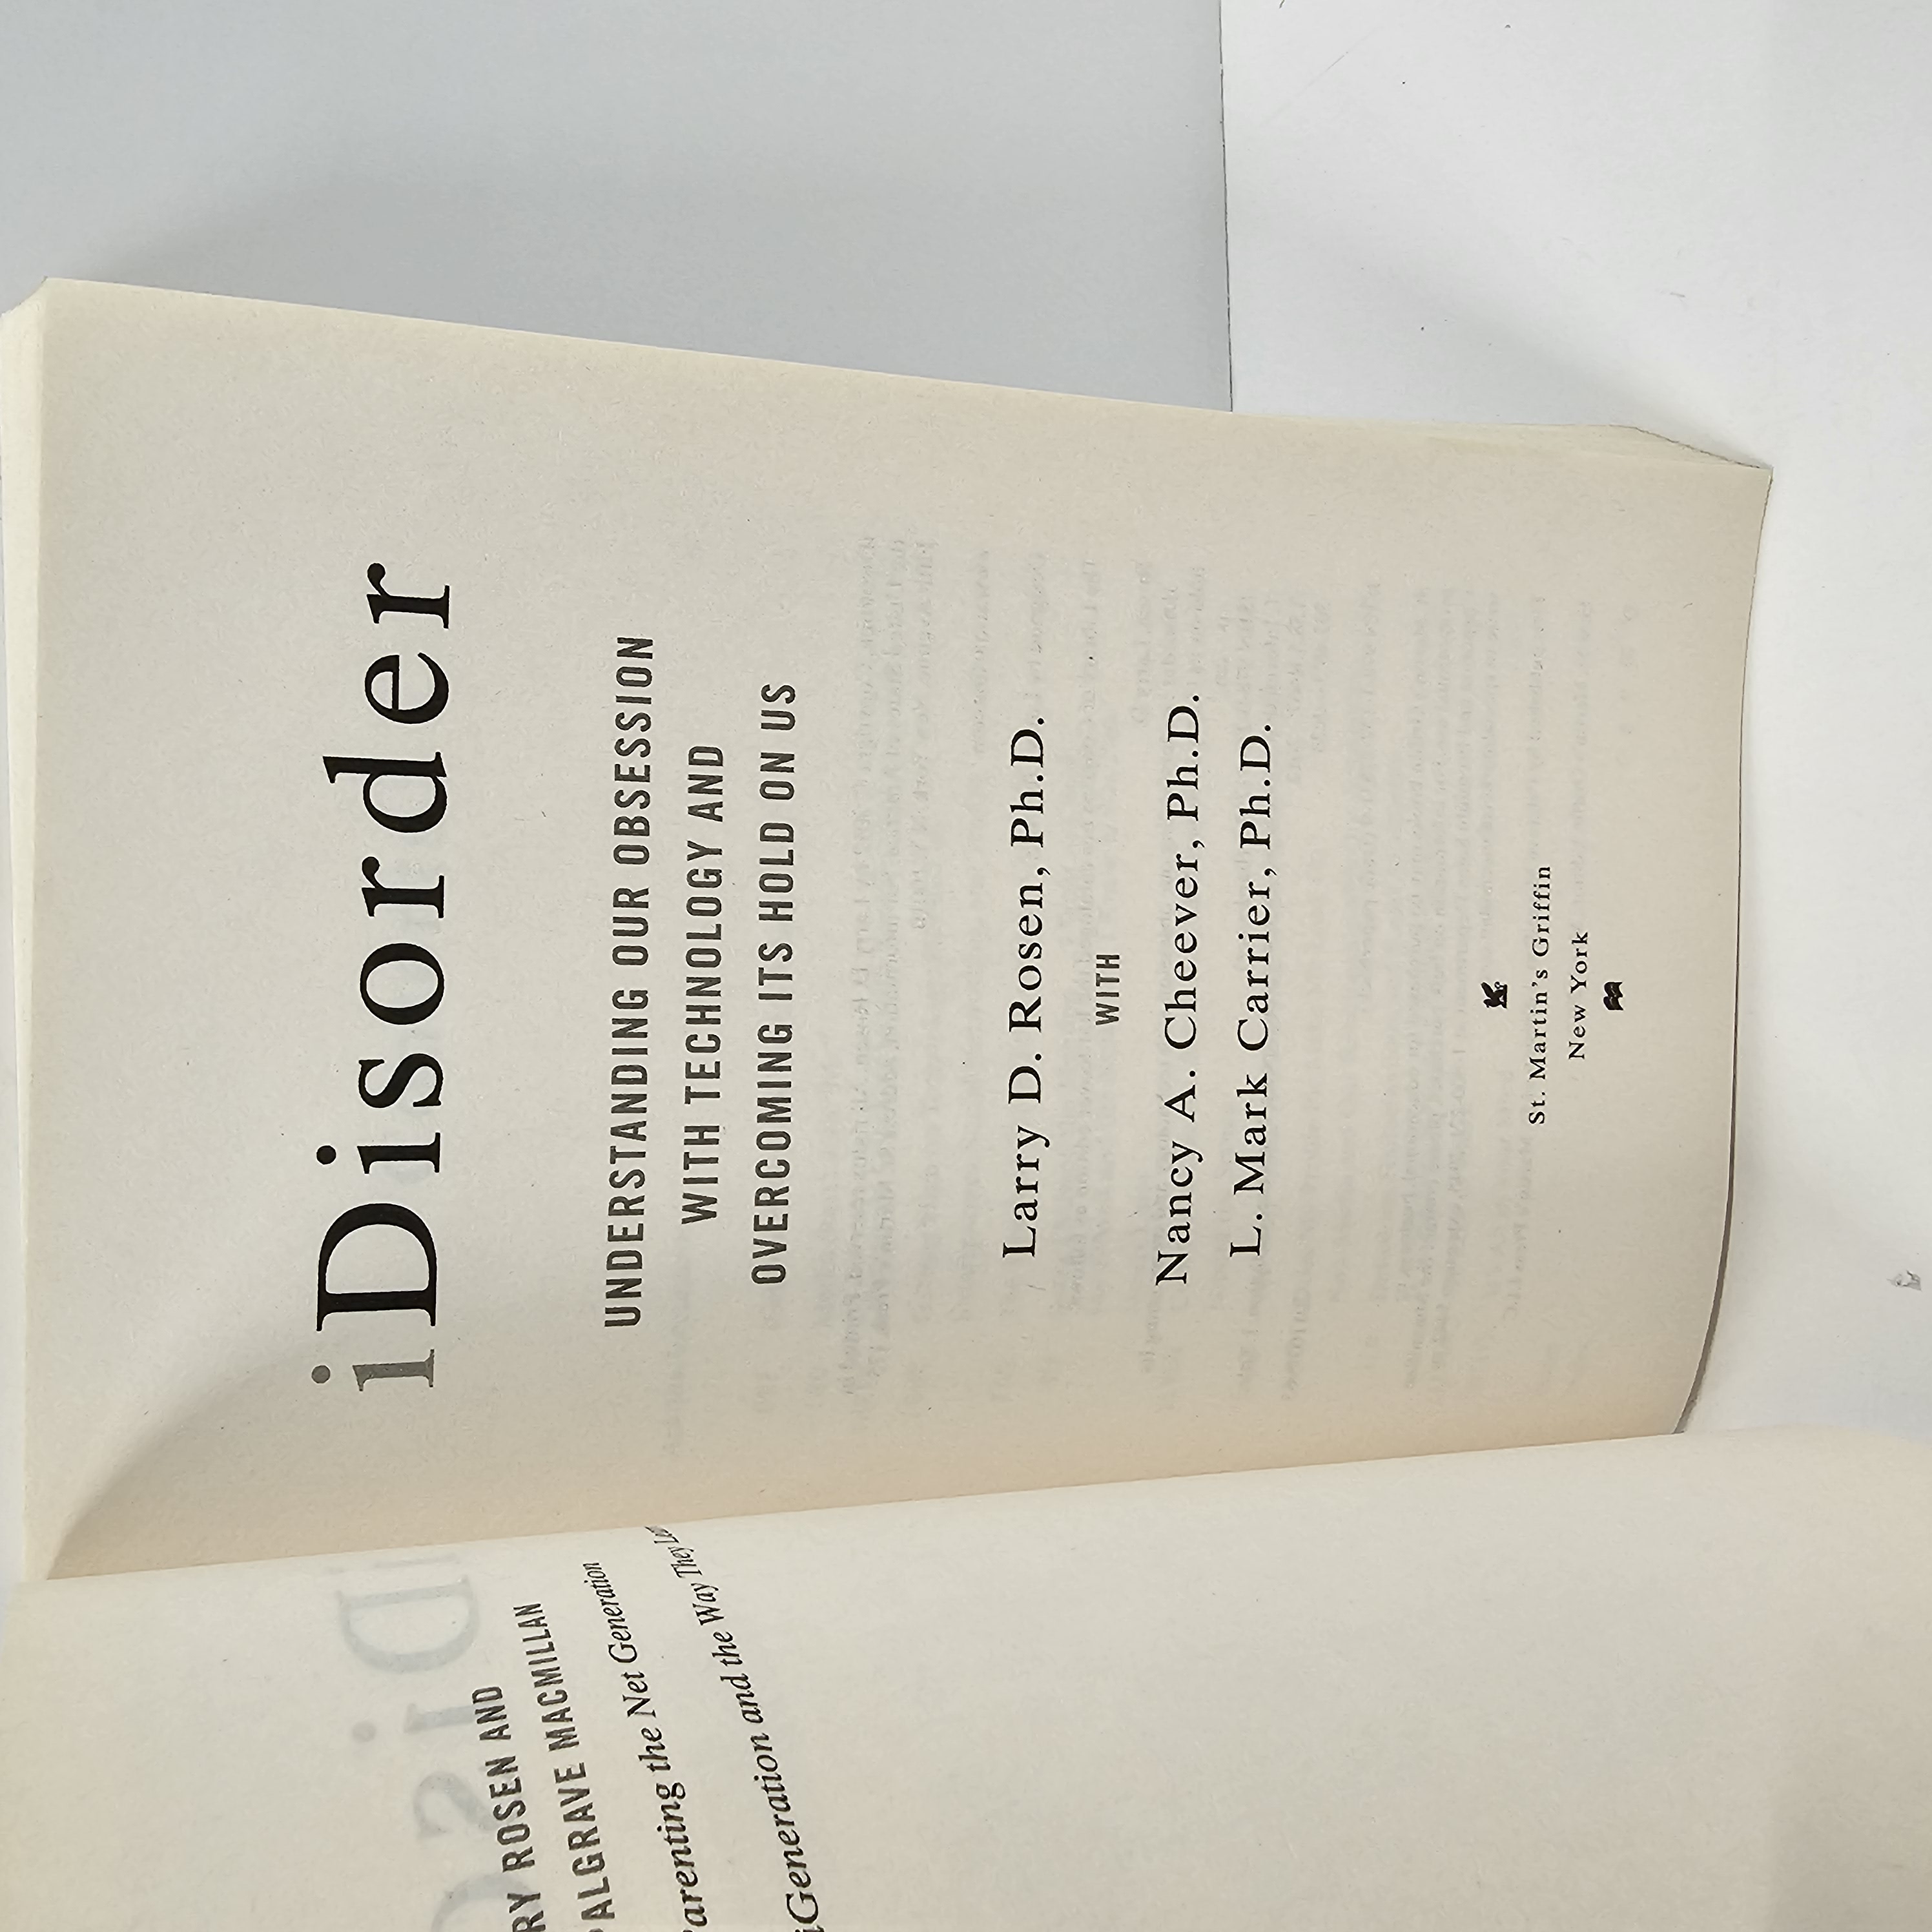 RY ROSEN AND
PALGRAVE MACMILLAN
Parenting the Net Generation
iGeneration and the Way They Learn
iDisorder
UNDERSTANDING OUR OBSESSION
WITH TECHNOLOGY AND
OVERCOMING ITS HOLD ON US
Larry D. Rosen, Ph.D.
WITH
Nancy A. Cheever, Ph.D.
L. Mark Carrier, Ph.D.
St. Martin's Griffin
New York